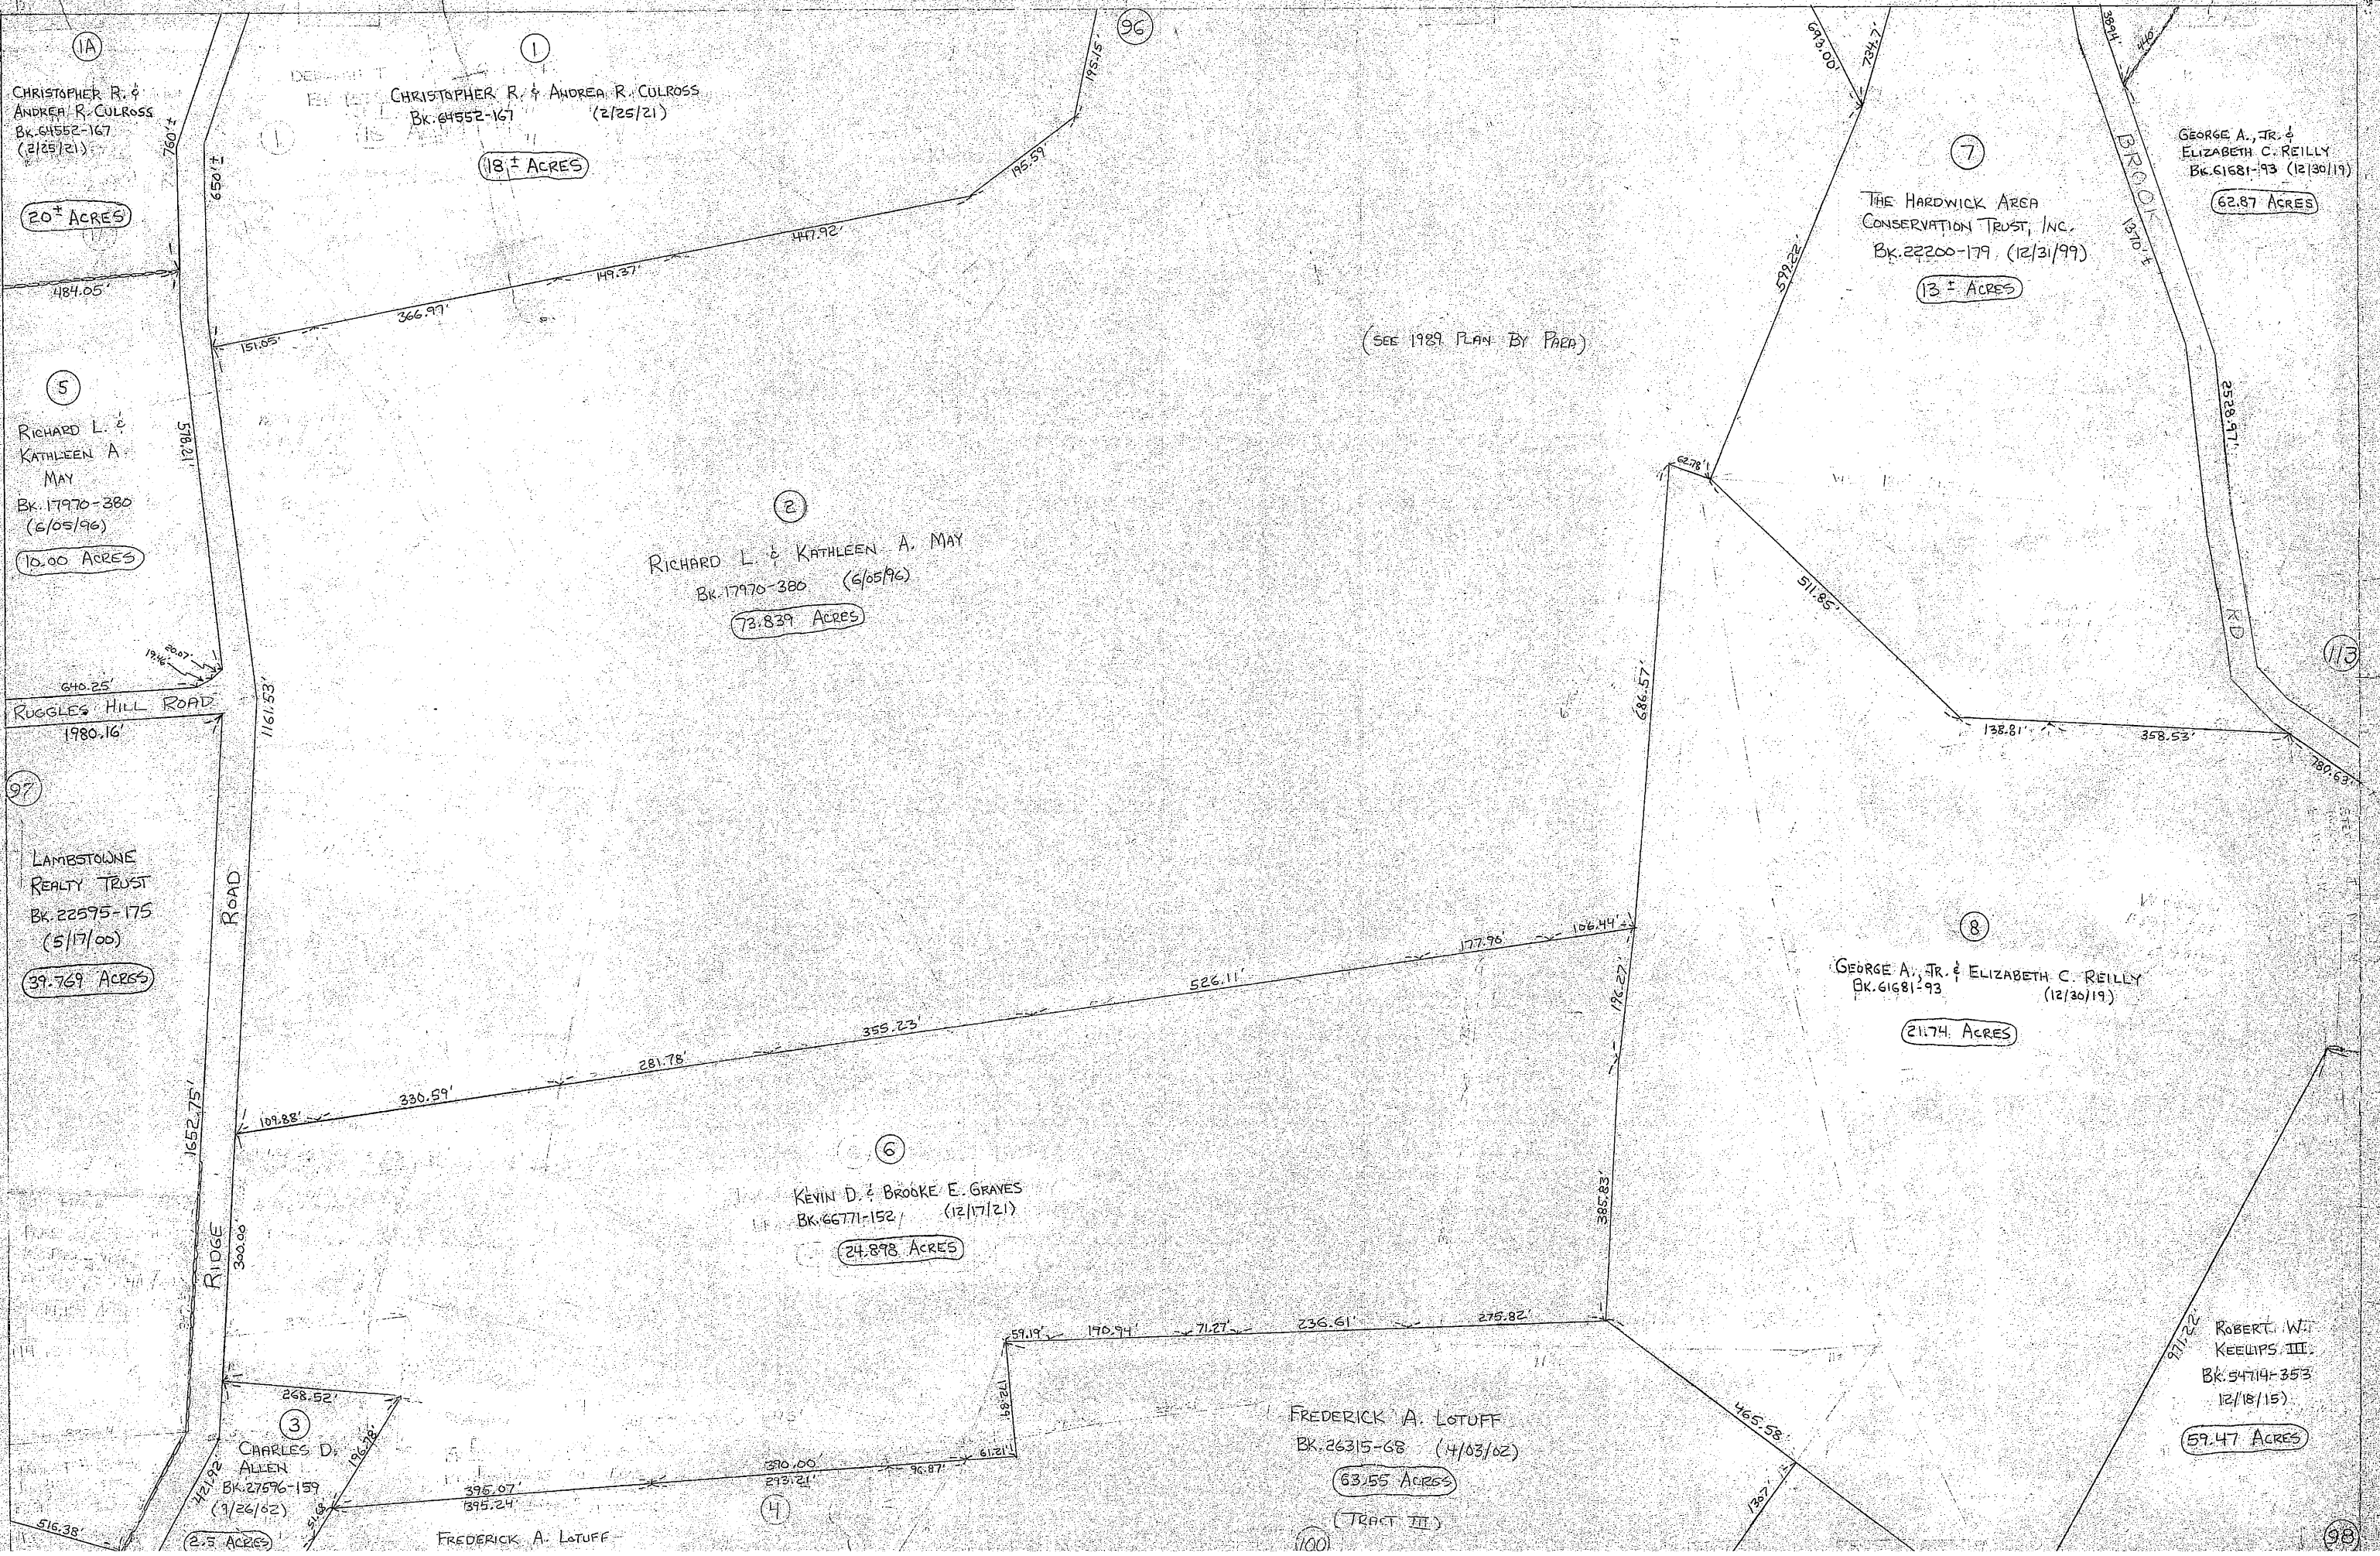 1A
CHRISTOPHER R. &
ANDREA R. CULROSS
BK. 64552-167
(2/25/21)
20± ACRES
484.05'
760'±
650'±
1
CHRISTOPHER R. & ANDREA R. CULROSS
BK. 64552-167 (2/25/21)
18± ACRES
96
195.15'
195.59'
447.92'
149.37'
366.97'
151.05'
5
RICHARD L. &
KATHLEEN A.
MAY
BK. 17970-380
(6/05/96)
10.00 ACRES
578.21'
20.07'
19.46'
640.25'
RUGGLES HILL ROAD
1980.16'
1161.53'
(SEE 1989 PLAN BY PARA)
2
RICHARD L. & KATHLEEN A. MAY
BK. 17970-380 (6/05/96)
73.839 ACRES
693.00'
734.7'
599.22'
62.78'
511.85'
686.57'
7
THE HARDWICK AREA
CONSERVATION TRUST, INC.
BK. 22200-179 (12/31/99)
13± ACRES
440'
BROOK RD
1370'±
2528.97'
GEORGE A., JR. &
ELIZABETH C. REILLY
BK. 61681-93 (12/30/19)
62.87 ACRES
113
138.81'
358.53'
780.63'
97
LAMBSTOWNE
REALTY TRUST
BK. 22595-175
(5/17/00)
39.769 ACRES
1652.75'
RIDGE ROAD
300.00'
109.88'
330.59'
281.78'
355.23'
526.11'
177.96'
106.44'
196.27'
385.83'
8
GEORGE A., JR. & ELIZABETH C. REILLY
BK. 61681-93 (12/30/19)
21.74 ACRES
6
KEVIN D. & BROOKE E. GRAVES
BK. 66771-152 (12/17/21)
24.898 ACRES
59.19'
190.94'
71.27'
236.61'
275.82'
172.89'
61.21'
96.87'
390.00'
293.21'
395.07'
395.24'
268.52'
196.78'
51.68'
421.92'
516.38'
3
CHARLES D.
ALLEN
BK. 27596-159
(9/26/02)
2.5 ACRES
4
FREDERICK A. LOTUFF
FREDERICK A. LOTUFF
BK. 26315-68 (4/03/02)
63.55 ACRES
(TRACT III)
100
465.58'
1307'
971.22'
ROBERT W.
KEELIPS III.
BK. 54714-353
12/18/15)
59.47 ACRES
98